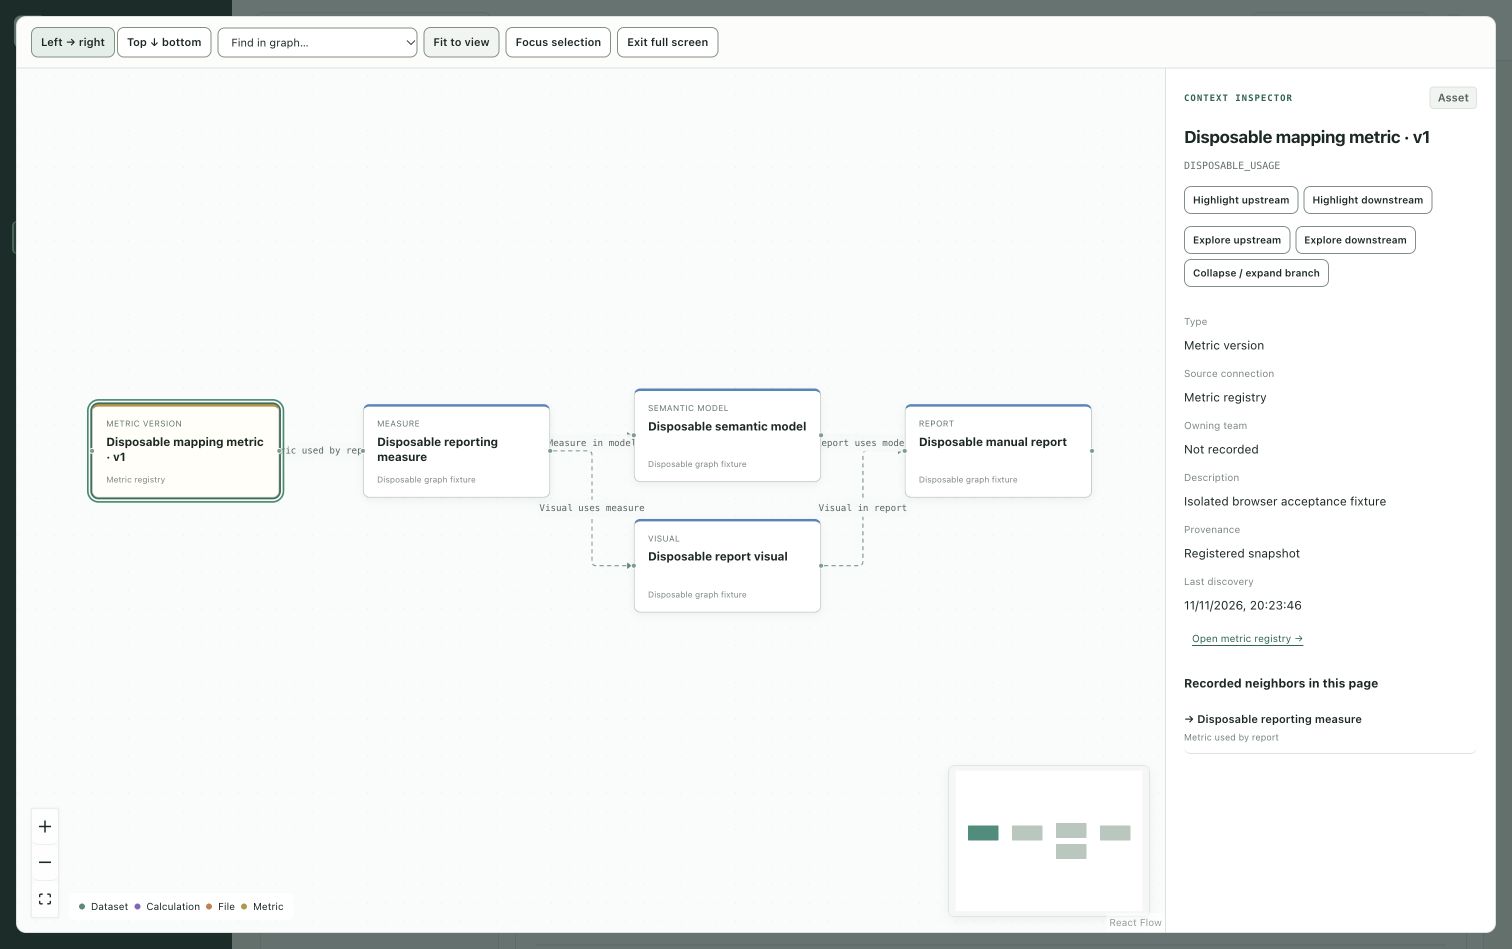 Left → right
Top ↓ bottom
Find in graph...
Fit to view
Focus selection
Exit full screen
CONTEXT INSPECTOR
Asset
Disposable mapping metric · v1
DISPOSABLE_USAGE
Highlight upstream
Highlight downstream
Explore upstream
Explore downstream
Collapse / expand branch
Type
Metric version
Source connection
Metric registry
Owning team
Not recorded
Description
Isolated browser acceptance fixture
Provenance
Registered snapshot
Last discovery
11/11/2026, 20:23:46
Open metric registry →
Recorded neighbors in this page
→ Disposable reporting measure
Metric used by report
METRIC VERSION
Disposable mapping metric
· v1
Metric registry
ric used by rep
MEASURE
Disposable reporting
measure
Disposable graph fixture
Measure in model
Visual uses measure
SEMANTIC MODEL
Disposable semantic model
Disposable graph fixture
VISUAL
Disposable report visual
Disposable graph fixture
eport uses mode
Visual in report
REPORT
Disposable manual report
Disposable graph fixture
Dataset
Calculation
File
Metric
React Flow